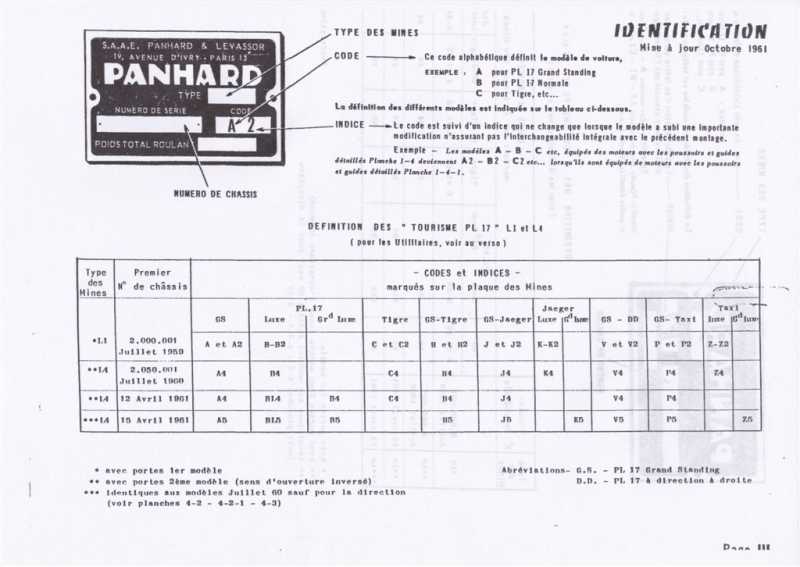 IDENTIFICATION
Mise à jour Octobre 1961
S.A.A.E. PANHARD & LEVASSOR
19, AVENUE D'IVRY - PARIS 13
PANHARD
TYPE
NUMERO DE SERIE CODE
A 2
POIDS TOTAL ROULAN
NUMERO DE CHASSIS
TYPE DES MINES
CODE
Ce code alphabétique définit le modèle de voiture,
EXEMPLE , A pour PL 17 Grand Standing
B pour PL 17 Normale
C pour Tigre, etc...
La définition des différents modèles est indiquée sur le tableau ci-dessous.
INDICE
Le code est suivi d'un indice qui ne change que lorsque le modèle a subi une importante
modification n'assurant pas l'interchangeabilité intégrale avec le précédent montage.
Exemple - Les modèles A - B - C etc, équipés des moteurs avec les poussoirs et guides
détaillés Planche 1-4 deviennent A2 - B2 - C2 etc... lorsqu'ils sont équipés de moteurs avec les poussoirs
et guides détaillés Planche 1-4-1.
DEFINITION DES " TOURISME PL 17" L1 et L4
( pour les Utilitaires, voir au verso )
Type des Mines Premier N° de châssis - CODES et INDICES - marqués sur la plaque des Mines
PL.17 Jaeger Taxi
GS Luxe Grd luxe Tigre GS-Tigre GS-Jaeger Luxe Gd luxe GS - DD GS- Taxi luxe Gd luxe
*L1 2,000,001 Juillet 1959 A et A2 B-B2 C et C2 H et H2 J et J2 K-K2 V et V2 P et P2 Z-Z2
**L4 2,050,001 Juillet 1960 A4 B4 C4 H4 J4 K4 V4 P4 Z4
**L4 12 Avril 1961 A4 BL4 B4 C4 H4 J4 V4 P4
***L4 15 Avril 1961 A5 BL5 B5 H5 J5 K5 V5 P5 Z5
* avec portes 1er modèle
** avec portes 2ème modèle (sens d'ouverture inversé)
*** identiques aux modèles Juillet 60 sauf pour la direction
(voir planches 4-2 - 4-2-1 - 4-3)
Abréviations- G.S. - PL 17 Grand Standing
D.D. - PL 17 à direction à droite
Page III